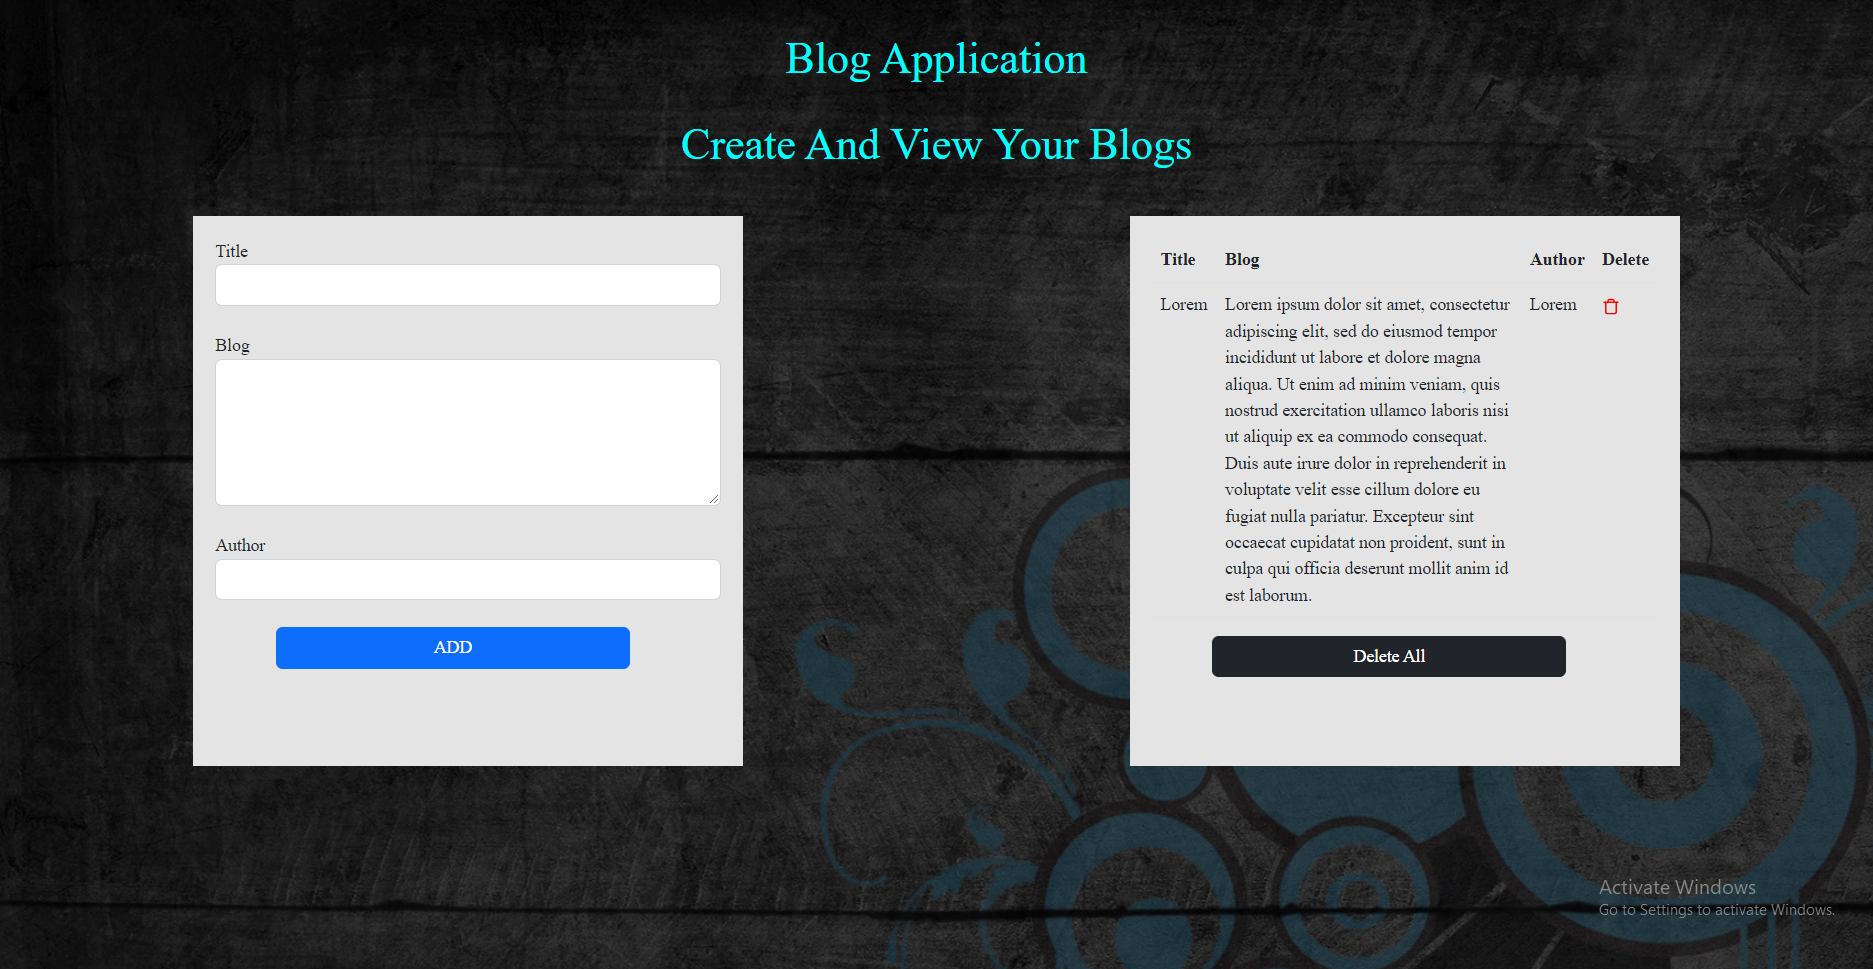 Blog Application
Create And View Your Blogs
Title
Blog
Author
ADD
Title Blog Author Delete
Lorem Lorem ipsum dolor sit amet, consectetur Lorem
adipiscing elit, sed do eiusmod tempor
incididunt ut labore et dolore magna
aliqua. Ut enim ad minim veniam, quis
nostrud exercitation ullamco laboris nisi
ut aliquip ex ea commodo consequat.
Duis aute irure dolor in reprehenderit in
voluptate velit esse cillum dolore eu
fugiat nulla pariatur. Excepteur sint
occaecat cupidatat non proident, sunt in
culpa qui officia deserunt mollit anim id
est laborum.
Delete All
Activate Windows
Go to Settings to activate Windows.